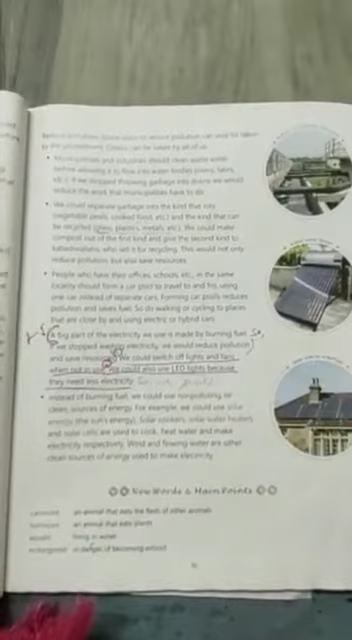 to the environment. Others can be taken by all of us.
• Municipalities and industries should clean waste water
before allowing it to flow into water bodies (rivers, lakes,
etc.). If we stopped throwing garbage into drains we would
reduce the work that municipalities have to do.
• We could separate garbage into the kind that rots
(vegetable peels, cooked food, etc.) and the kind that can
be recycled (glass, plastics, metals, etc.). We could make
compost out of the first kind and give the second kind to
kabadiwallahs, who sell it for recycling. This would not only
reduce pollution, but also save resources.
• People who have their offices, schools, etc., in the same
locality should form a car pool to travel to and fro, using
one car instead of separate cars. Forming car pools reduces
pollution and saves fuel. So do walking or cycling to places
that are close by and using electric or hybrid cars.
A big part of the electricity we use is made by burning fuel. So
we stopped wasting electricity, we would reduce pollution
and save resources. We could switch off lights and fans
when not in use. We could also use LED lights because
they need less electricity
• Instead of burning fuel, we could use nonpolluting or
clean sources of energy. For example, we could use solar
energy (the sun's energy). Solar cookers, solar water heaters
and solar cells are used to cook, heat water and make
electricity respectively. Wind and flowing water are other
clean sources of energy used to make electricity.
New Words & Main Points
carnivore an animal that eats the flesh of other animals
herbivore an animal that eats plants
aquatic living in water
endangered in danger of becoming extinct